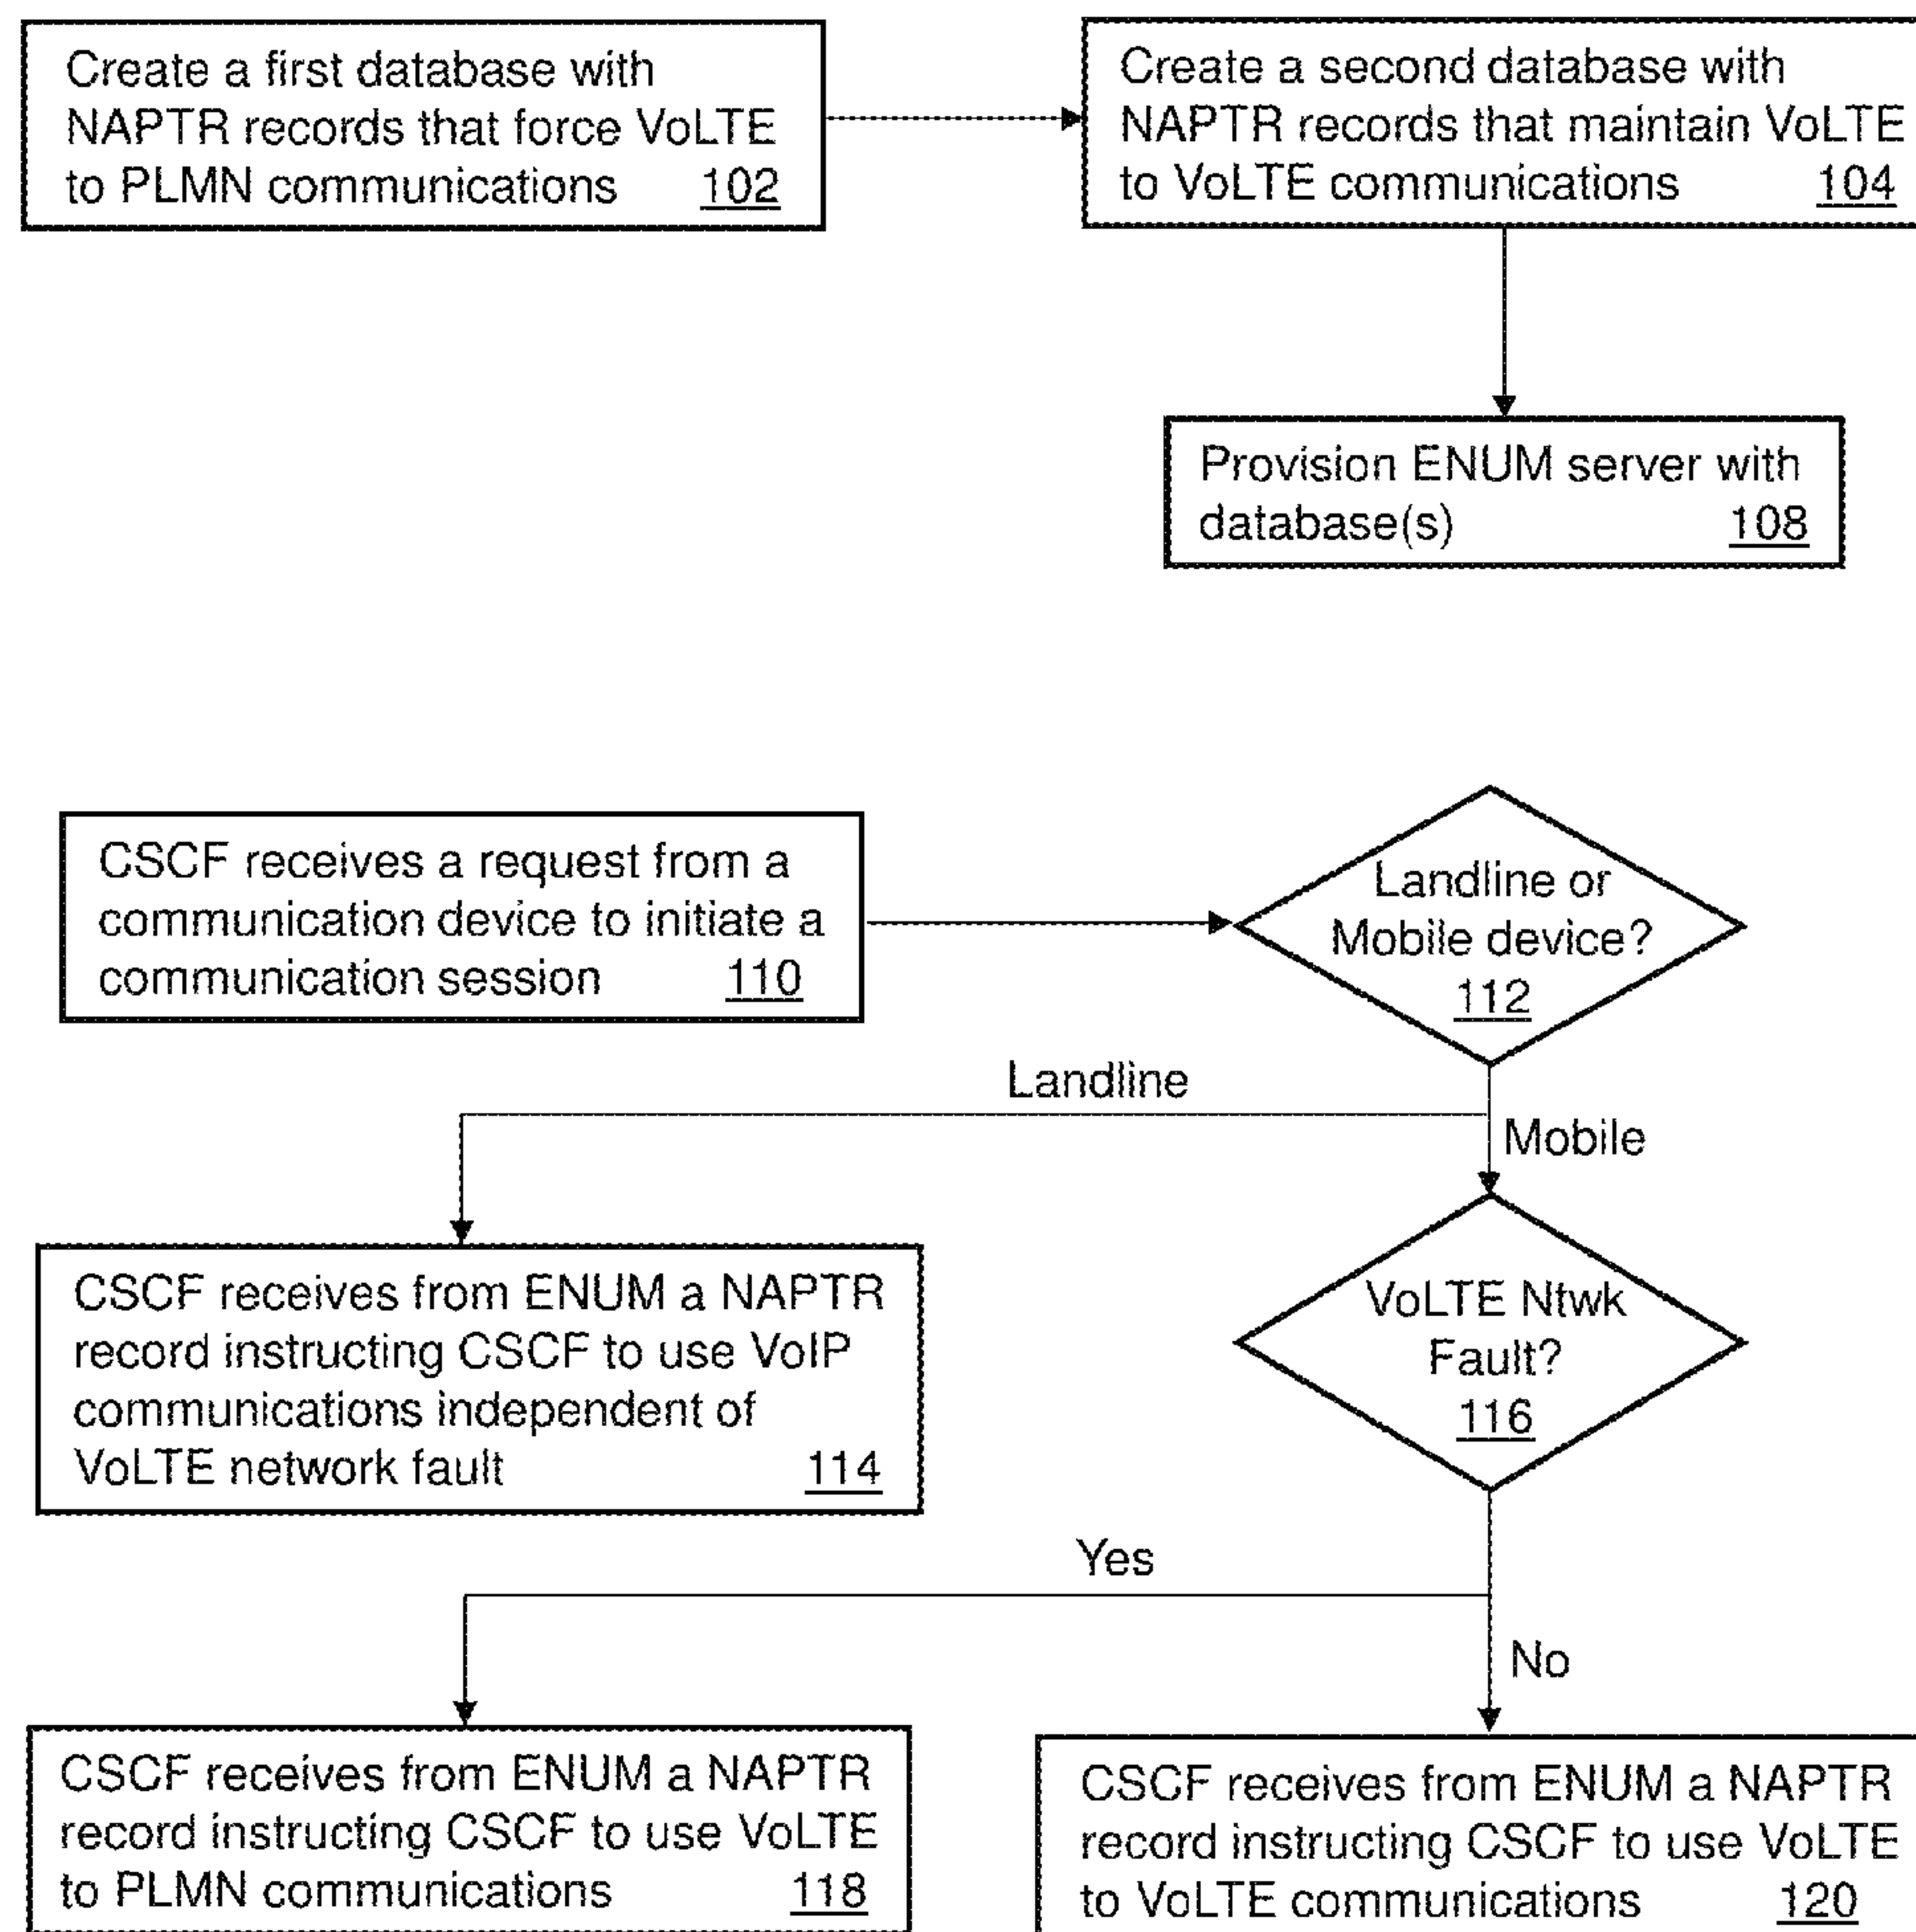 Create a first database with
NAPTR records that force VoLTE
to PLMN communications 102
Create a second database with
NAPTR records that maintain VoLTE
to VoLTE communications 104
Provision ENUM server with
database(s) 108
CSCF receives a request from a
communication device to initiate a
communication session 110
Landline or
Mobile device?
112
Landline
Mobile
CSCF receives from ENUM a NAPTR
record instructing CSCF to use VoIP
communications independent of
VoLTE network fault 114
VoLTE Ntwk
Fault?
116
Yes
No
CSCF receives from ENUM a NAPTR
record instructing CSCF to use VoLTE
to PLMN communications 118
CSCF receives from ENUM a NAPTR
record instructing CSCF to use VoLTE
to VoLTE communications 120